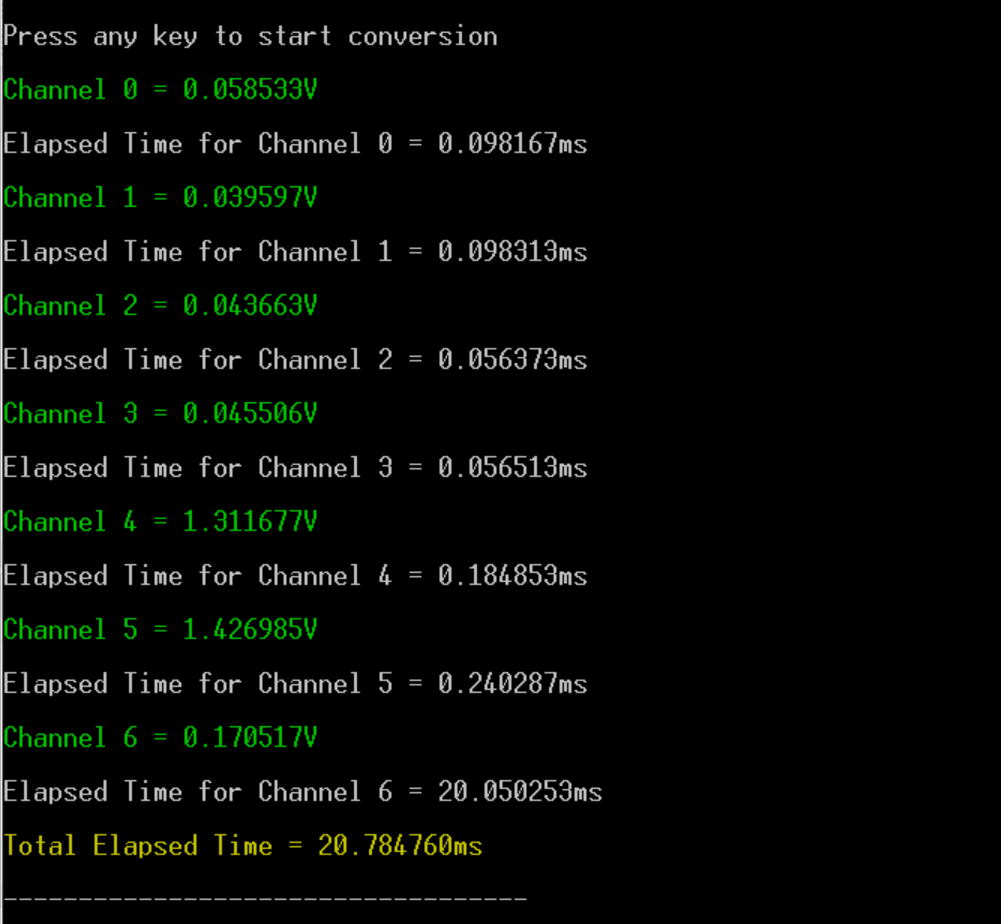 Press any key to start conversion
Channel 0 = 0.058533V
Elapsed Time for Channel 0 = 0.098167ms
Channel 1 = 0.039597V
Elapsed Time for Channel 1 = 0.098313ms
Channel 2 = 0.043663V
Elapsed Time for Channel 2 = 0.056373ms
Channel 3 = 0.045506V
Elapsed Time for Channel 3 = 0.056513ms
Channel 4 = 1.311677V
Elapsed Time for Channel 4 = 0.184853ms
Channel 5 = 1.426985V
Elapsed Time for Channel 5 = 0.240287ms
Channel 6 = 0.170517V
Elapsed Time for Channel 6 = 20.050253ms
Total Elapsed Time = 20.784760ms
-----------------------------------